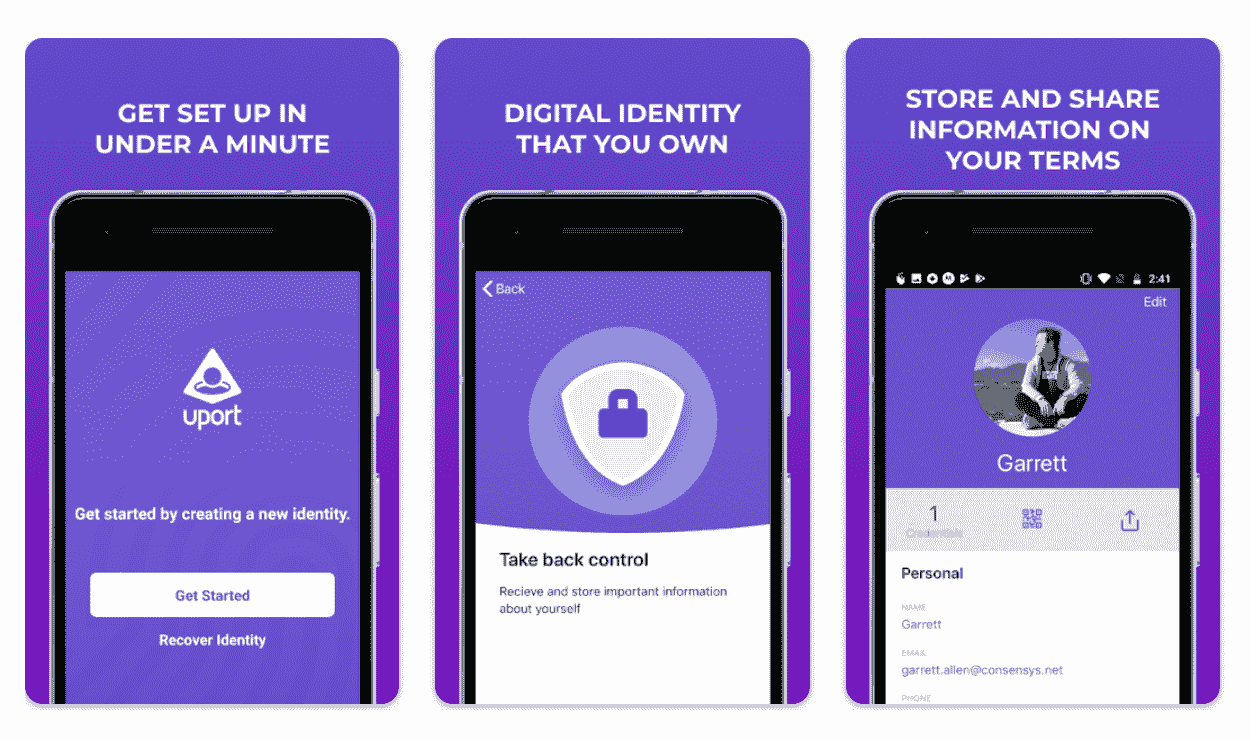 GET SET UP IN
UNDER A MINUTE
uport
Get started by creating a new identity.
Get Started
Recover Identity
DIGITAL IDENTITY
THAT YOU OWN
Back
Take back control
Recieve and store important information
about yourself
STORE AND SHARE
INFORMATION ON
YOUR TERMS
2:41
Edit
Garrett
1
Credentials
Personal
NAME
Garrett
EMAIL
garrett.allen@consensys.net
PHONE